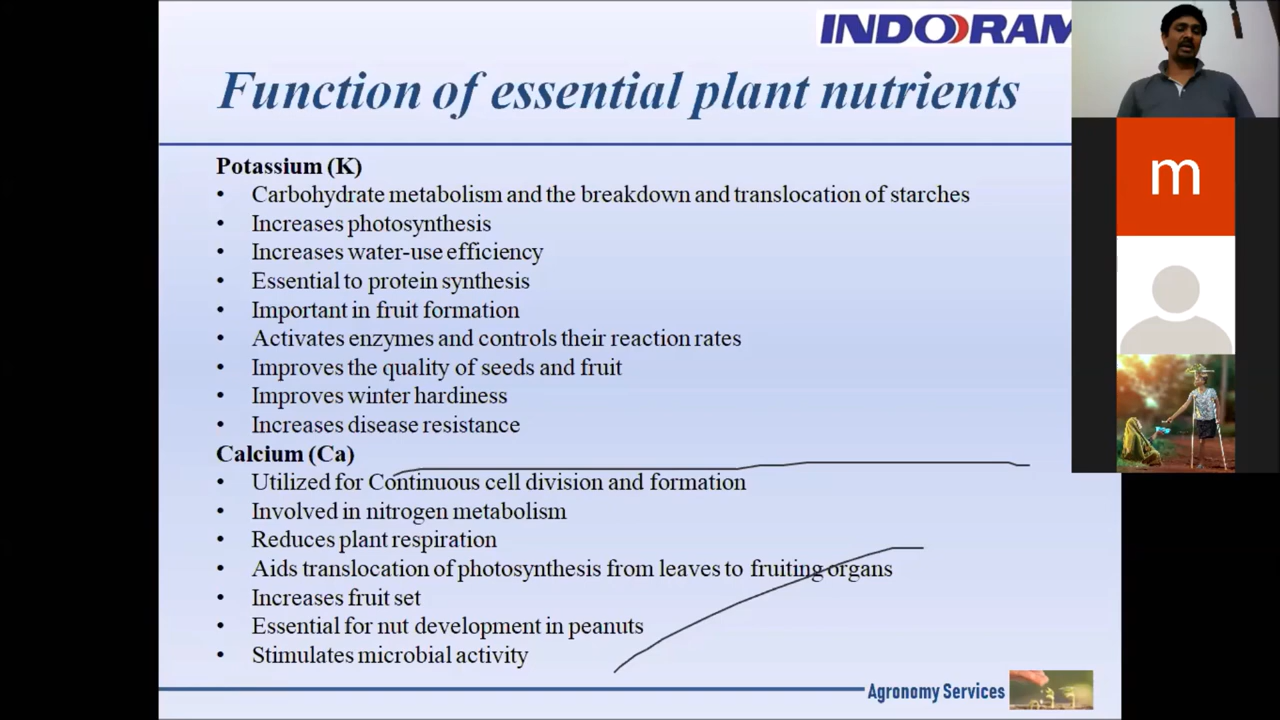 INDORAM
Function of essential plant nutrients
Potassium (K)
• Carbohydrate metabolism and the breakdown and translocation of starches
• Increases photosynthesis
• Increases water-use efficiency
• Essential to protein synthesis
• Important in fruit formation
• Activates enzymes and controls their reaction rates
• Improves the quality of seeds and fruit
• Improves winter hardiness
• Increases disease resistance
Calcium (Ca)
• Utilized for Continuous cell division and formation
• Involved in nitrogen metabolism
• Reduces plant respiration
• Aids translocation of photosynthesis from leaves to fruiting organs
• Increases fruit set
• Essential for nut development in peanuts
• Stimulates microbial activity
Agronomy Services
m